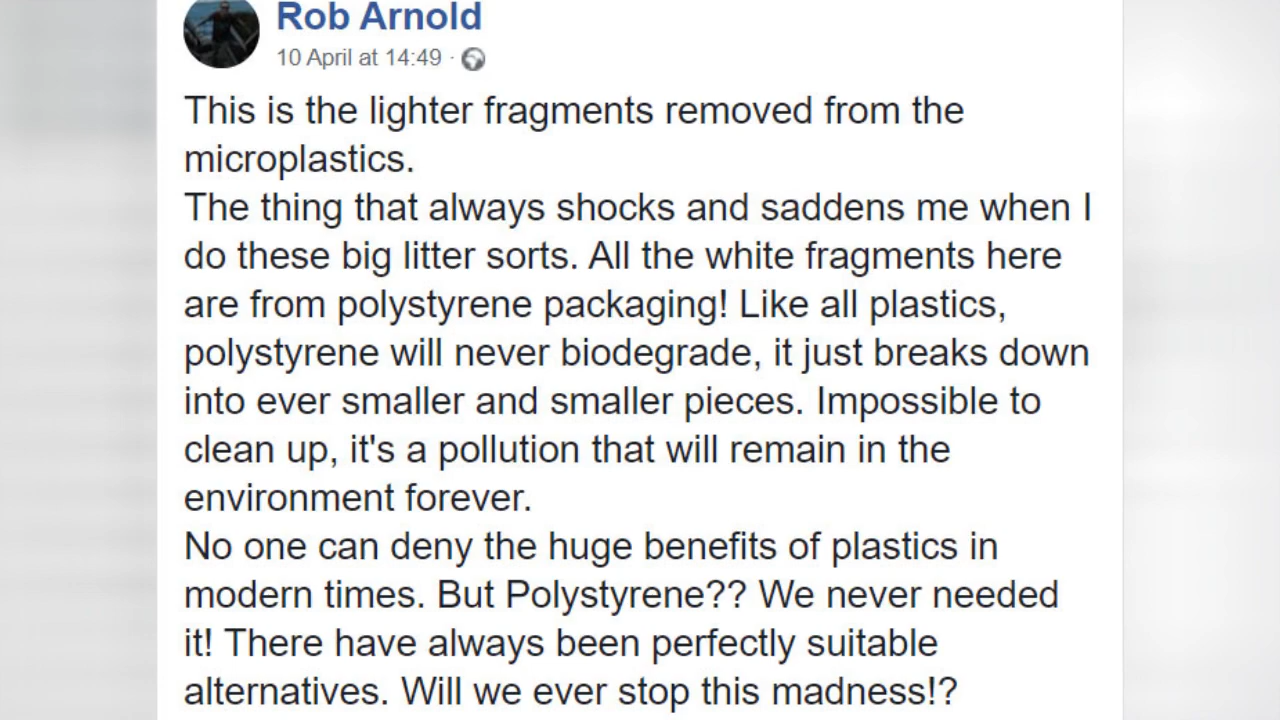 Rob Arnold
10 April at 14:49 ·
This is the lighter fragments removed from the
microplastics.
The thing that always shocks and saddens me when I
do these big litter sorts. All the white fragments here
are from polystyrene packaging! Like all plastics,
polystyrene will never biodegrade, it just breaks down
into ever smaller and smaller pieces. Impossible to
clean up, it's a pollution that will remain in the
environment forever.
No one can deny the huge benefits of plastics in
modern times. But Polystyrene?? We never needed
it! There have always been perfectly suitable
alternatives. Will we ever stop this madness!?